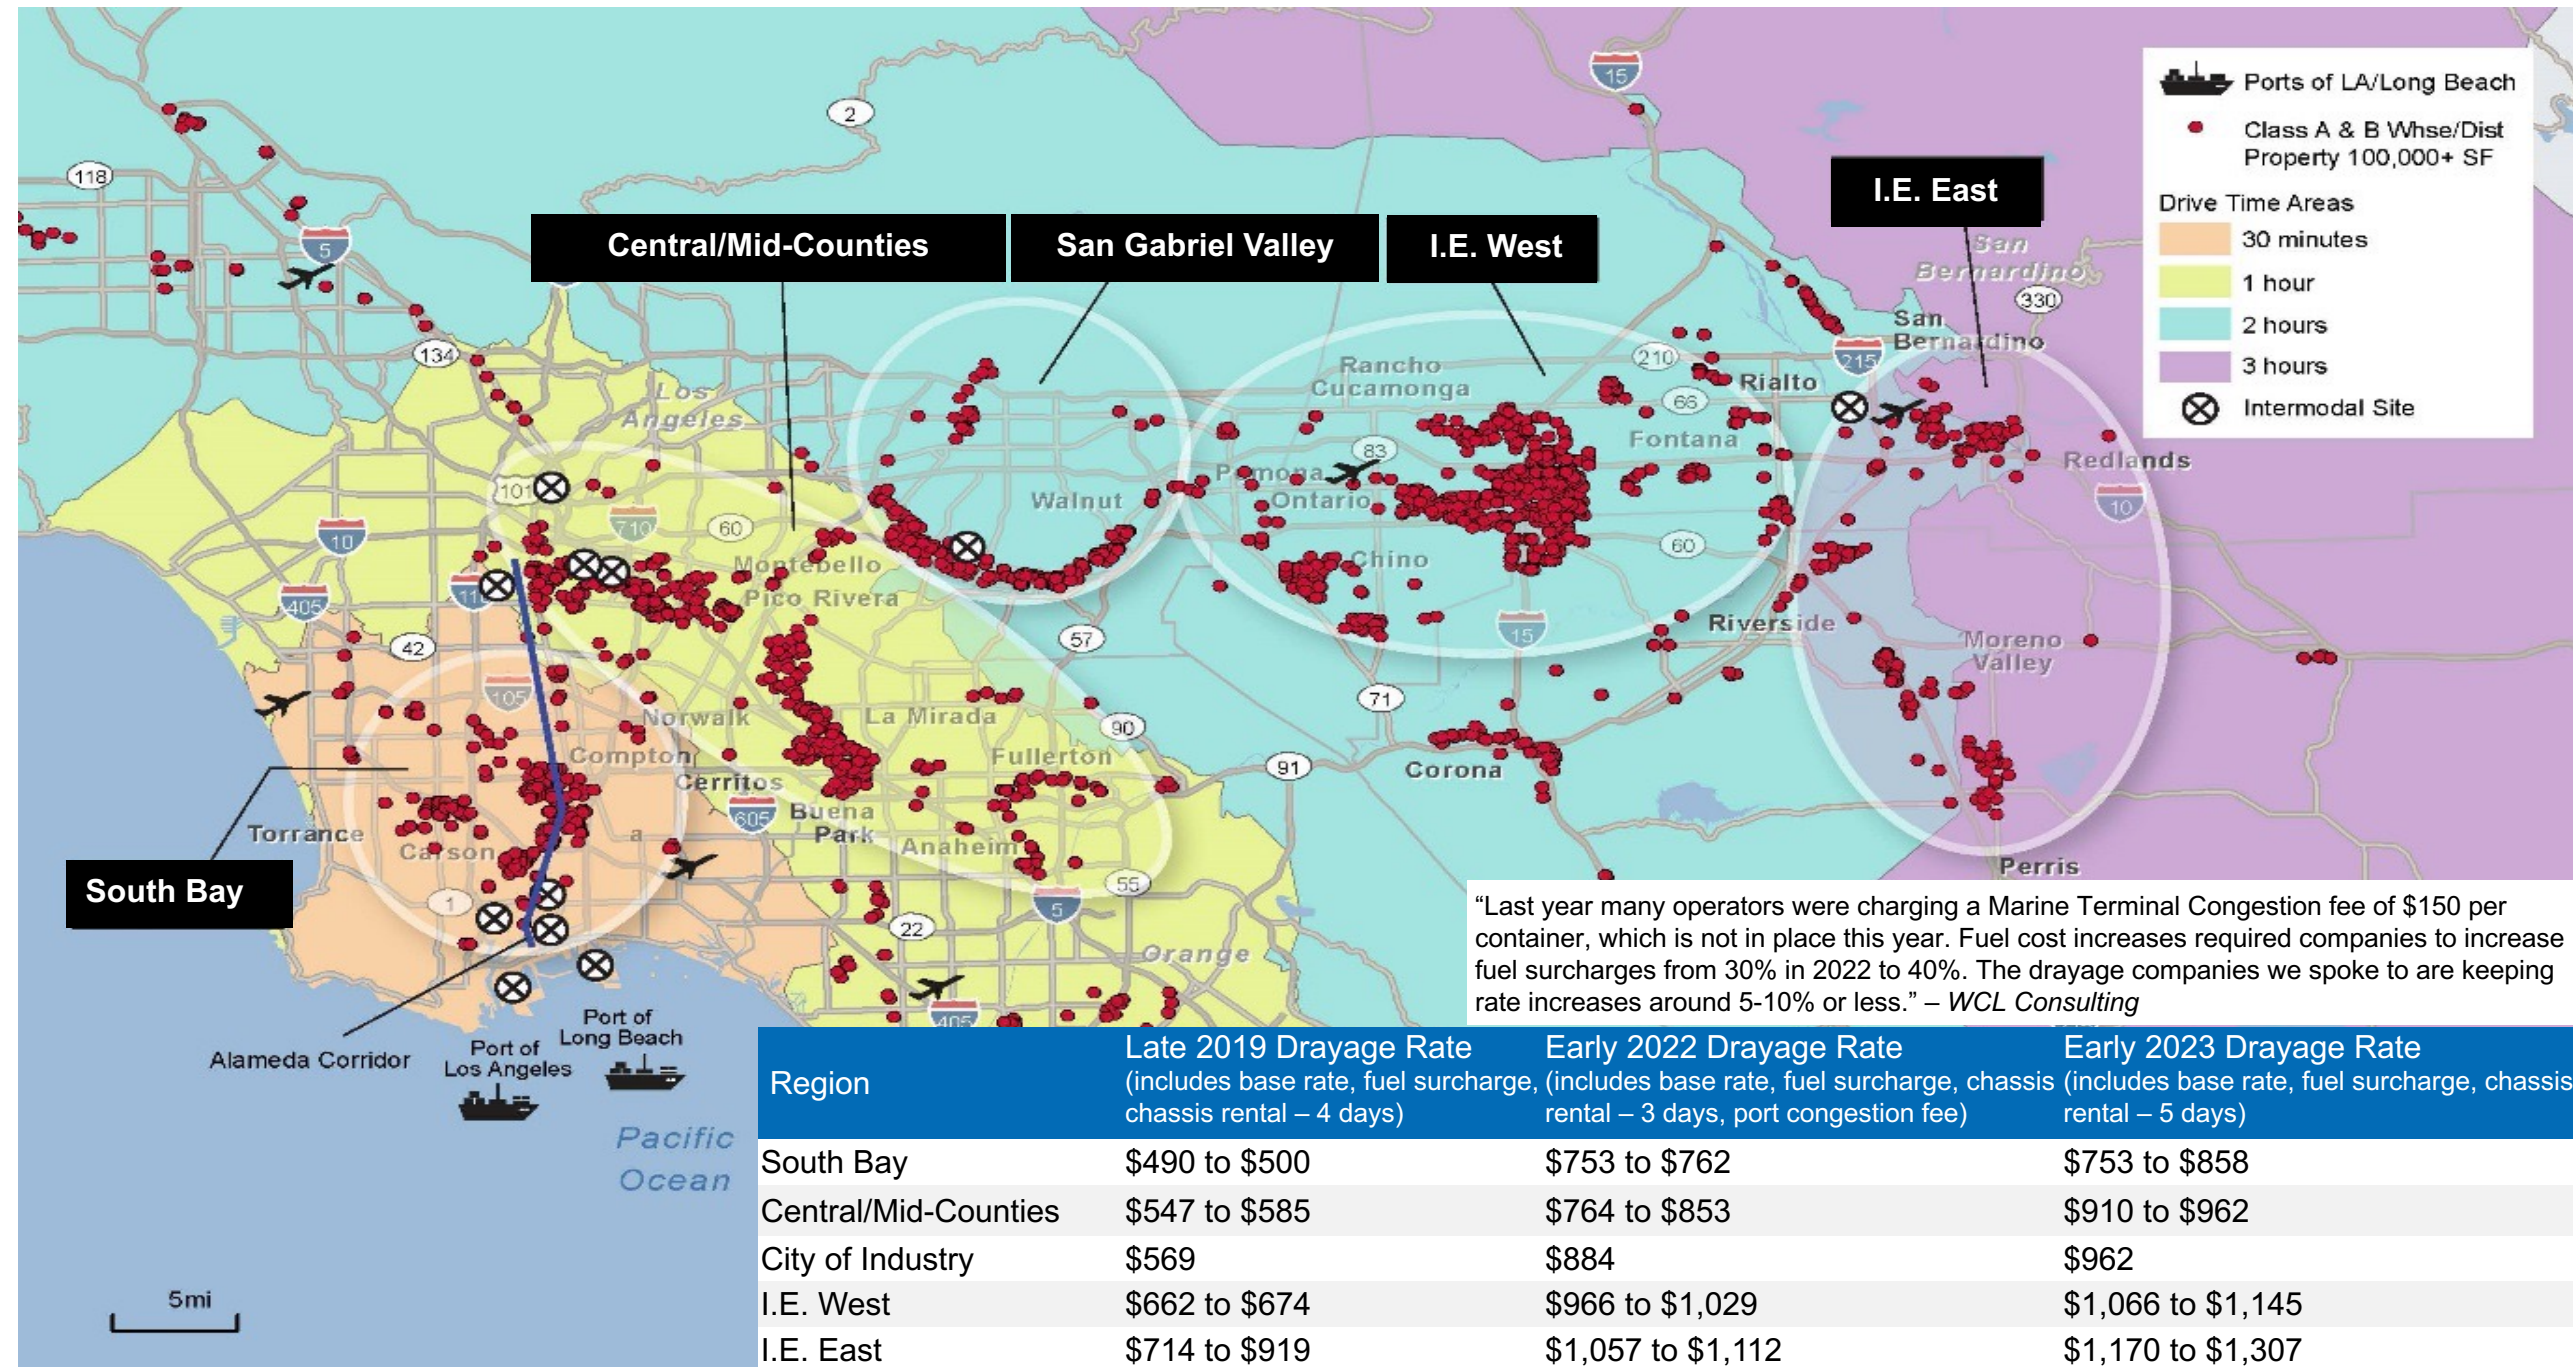 15
2
118
5
134
Central/Mid-Counties
San Gabriel Valley
I.E. West
I.E. East
Ports of LA/Long Beach
Class A & B Whse/Dist
Property 100,000+ SF
Drive Time Areas
30 minutes
1 hour
2 hours
3 hours
Intermodal Site
San
Bernardino
330
San
Bernardino
215
210
Rancho
Cucamonga
Rialto
66
Fontana
83
Los
Angeles
Redlands
10
Pomona
Ontario
Walnut
101
710
60
10
60
Montebello
Pico Rivera
Chino
110
405
42
57
15
Riverside
Moreno
Valley
71
105
Norwalk
La Mirada
90
Compton
Cerritos
Fullerton
91
Corona
605
Buena
Park
Torrance
Carson
a
Anaheim
Perris
South Bay
1
55
5
22
Orange
405
Alameda Corridor
Port of
Los Angeles
Port of
Long Beach
Pacific
Ocean
5mi
“Last year many operators were charging a Marine Terminal Congestion fee of $150 per
container, which is not in place this year. Fuel cost increases required companies to increase
fuel surcharges from 30% in 2022 to 40%. The drayage companies we spoke to are keeping
rate increases around 5-10% or less.” – WCL Consulting
Region
Late 2019 Drayage Rate
(includes base rate, fuel surcharge,
chassis rental – 4 days)
Early 2022 Drayage Rate
(includes base rate, fuel surcharge, chassis
rental – 3 days, port congestion fee)
Early 2023 Drayage Rate
(includes base rate, fuel surcharge, chassis
rental – 5 days)
South Bay $490 to $500 $753 to $762 $753 to $858
Central/Mid-Counties $547 to $585 $764 to $853 $910 to $962
City of Industry $569 $884 $962
I.E. West $662 to $674 $966 to $1,029 $1,066 to $1,145
I.E. East $714 to $919 $1,057 to $1,112 $1,170 to $1,307